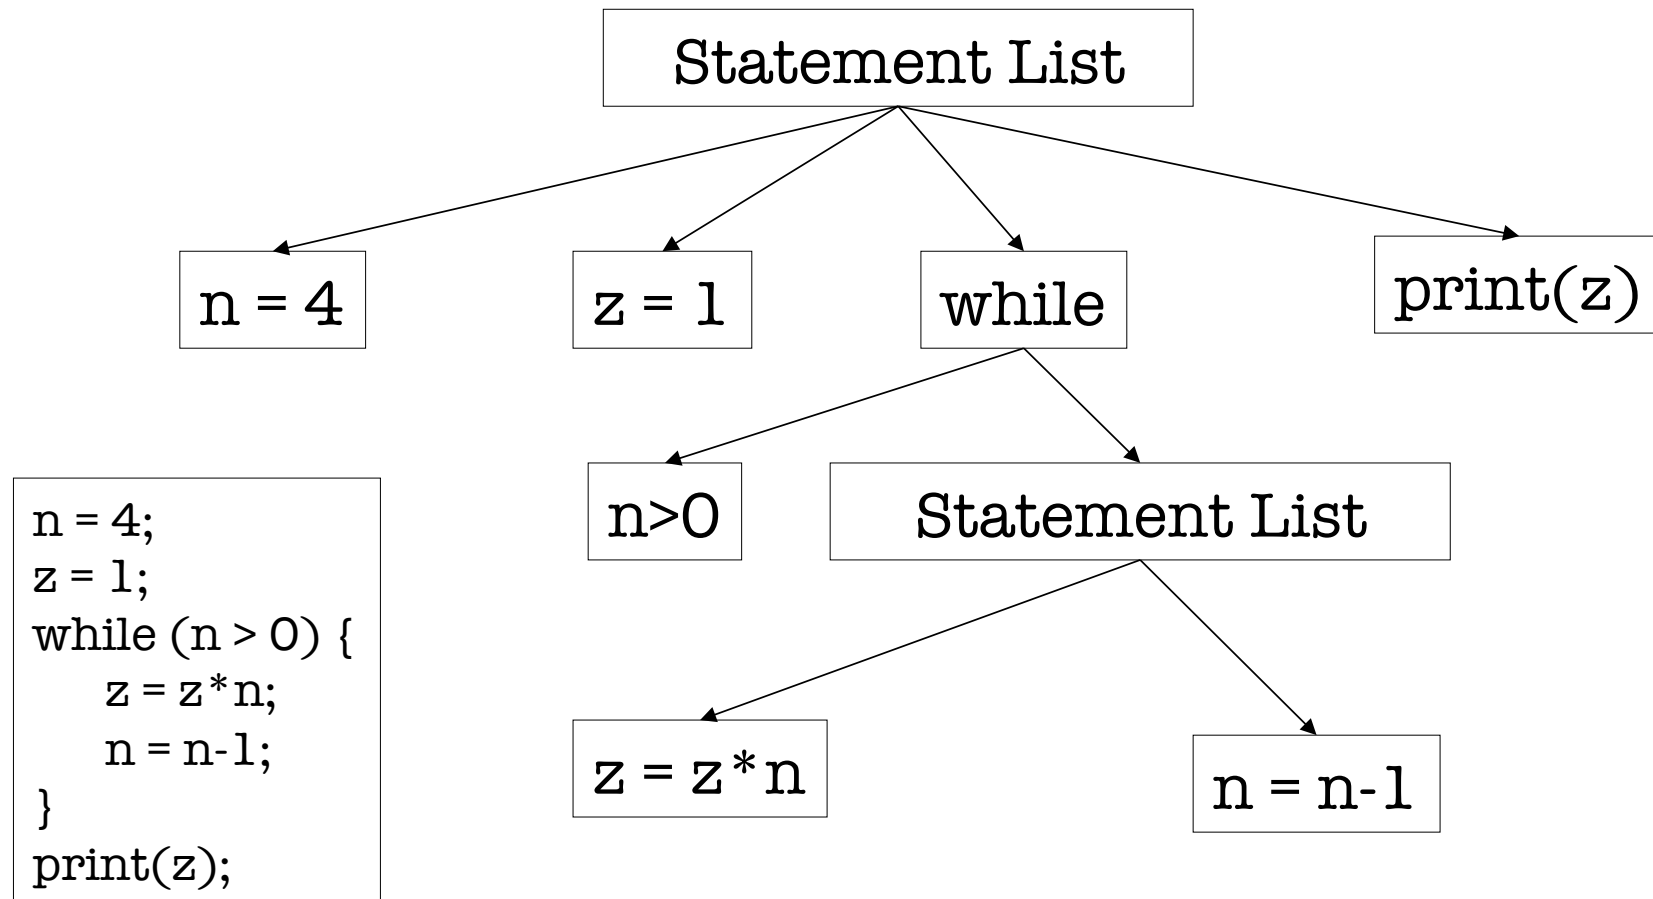 Statement List
n = 4
z = 1
while
print(z)
n>0
Statement List
z = z*n
n = n-1
n = 4;
z = 1;
while (n > 0) {
z = z*n;
n = n-1;
}
print(z);